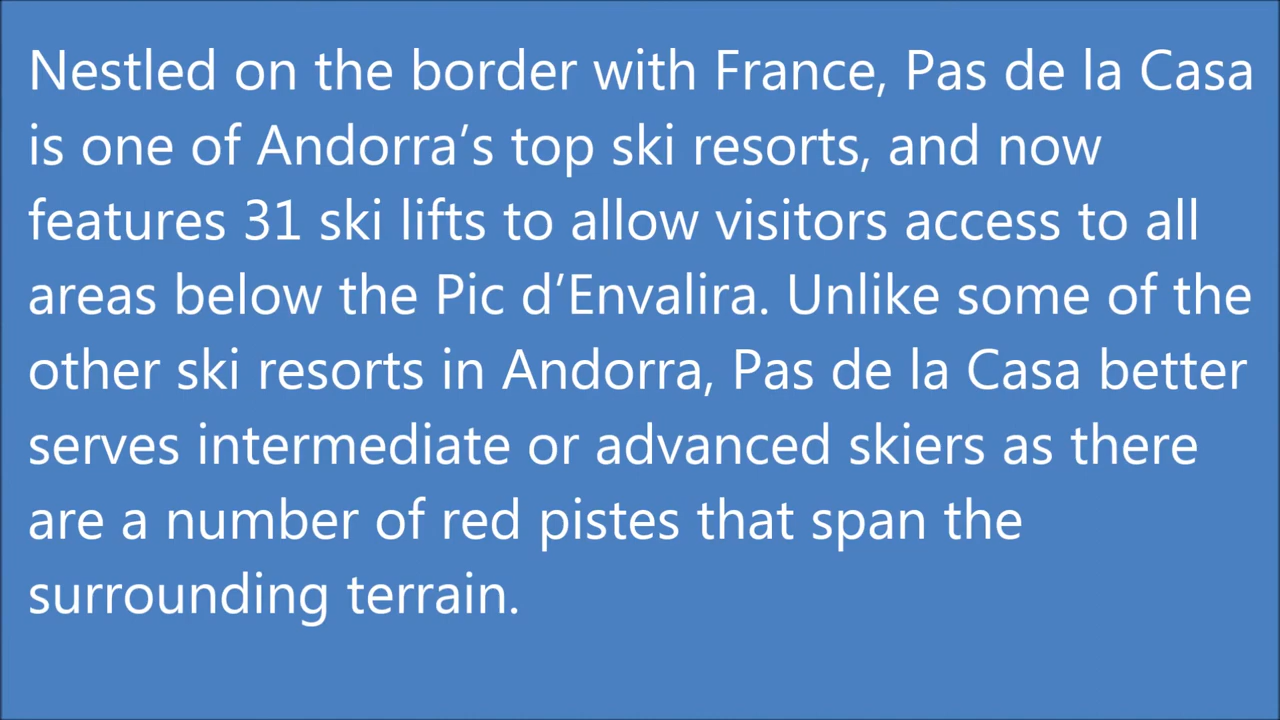 Nestled on the border with France, Pas de la Casa
is one of Andorra’s top ski resorts, and now
features 31 ski lifts to allow visitors access to all
areas below the Pic d’Envalira. Unlike some of the
other ski resorts in Andorra, Pas de la Casa better
serves intermediate or advanced skiers as there
are a number of red pistes that span the
surrounding terrain.